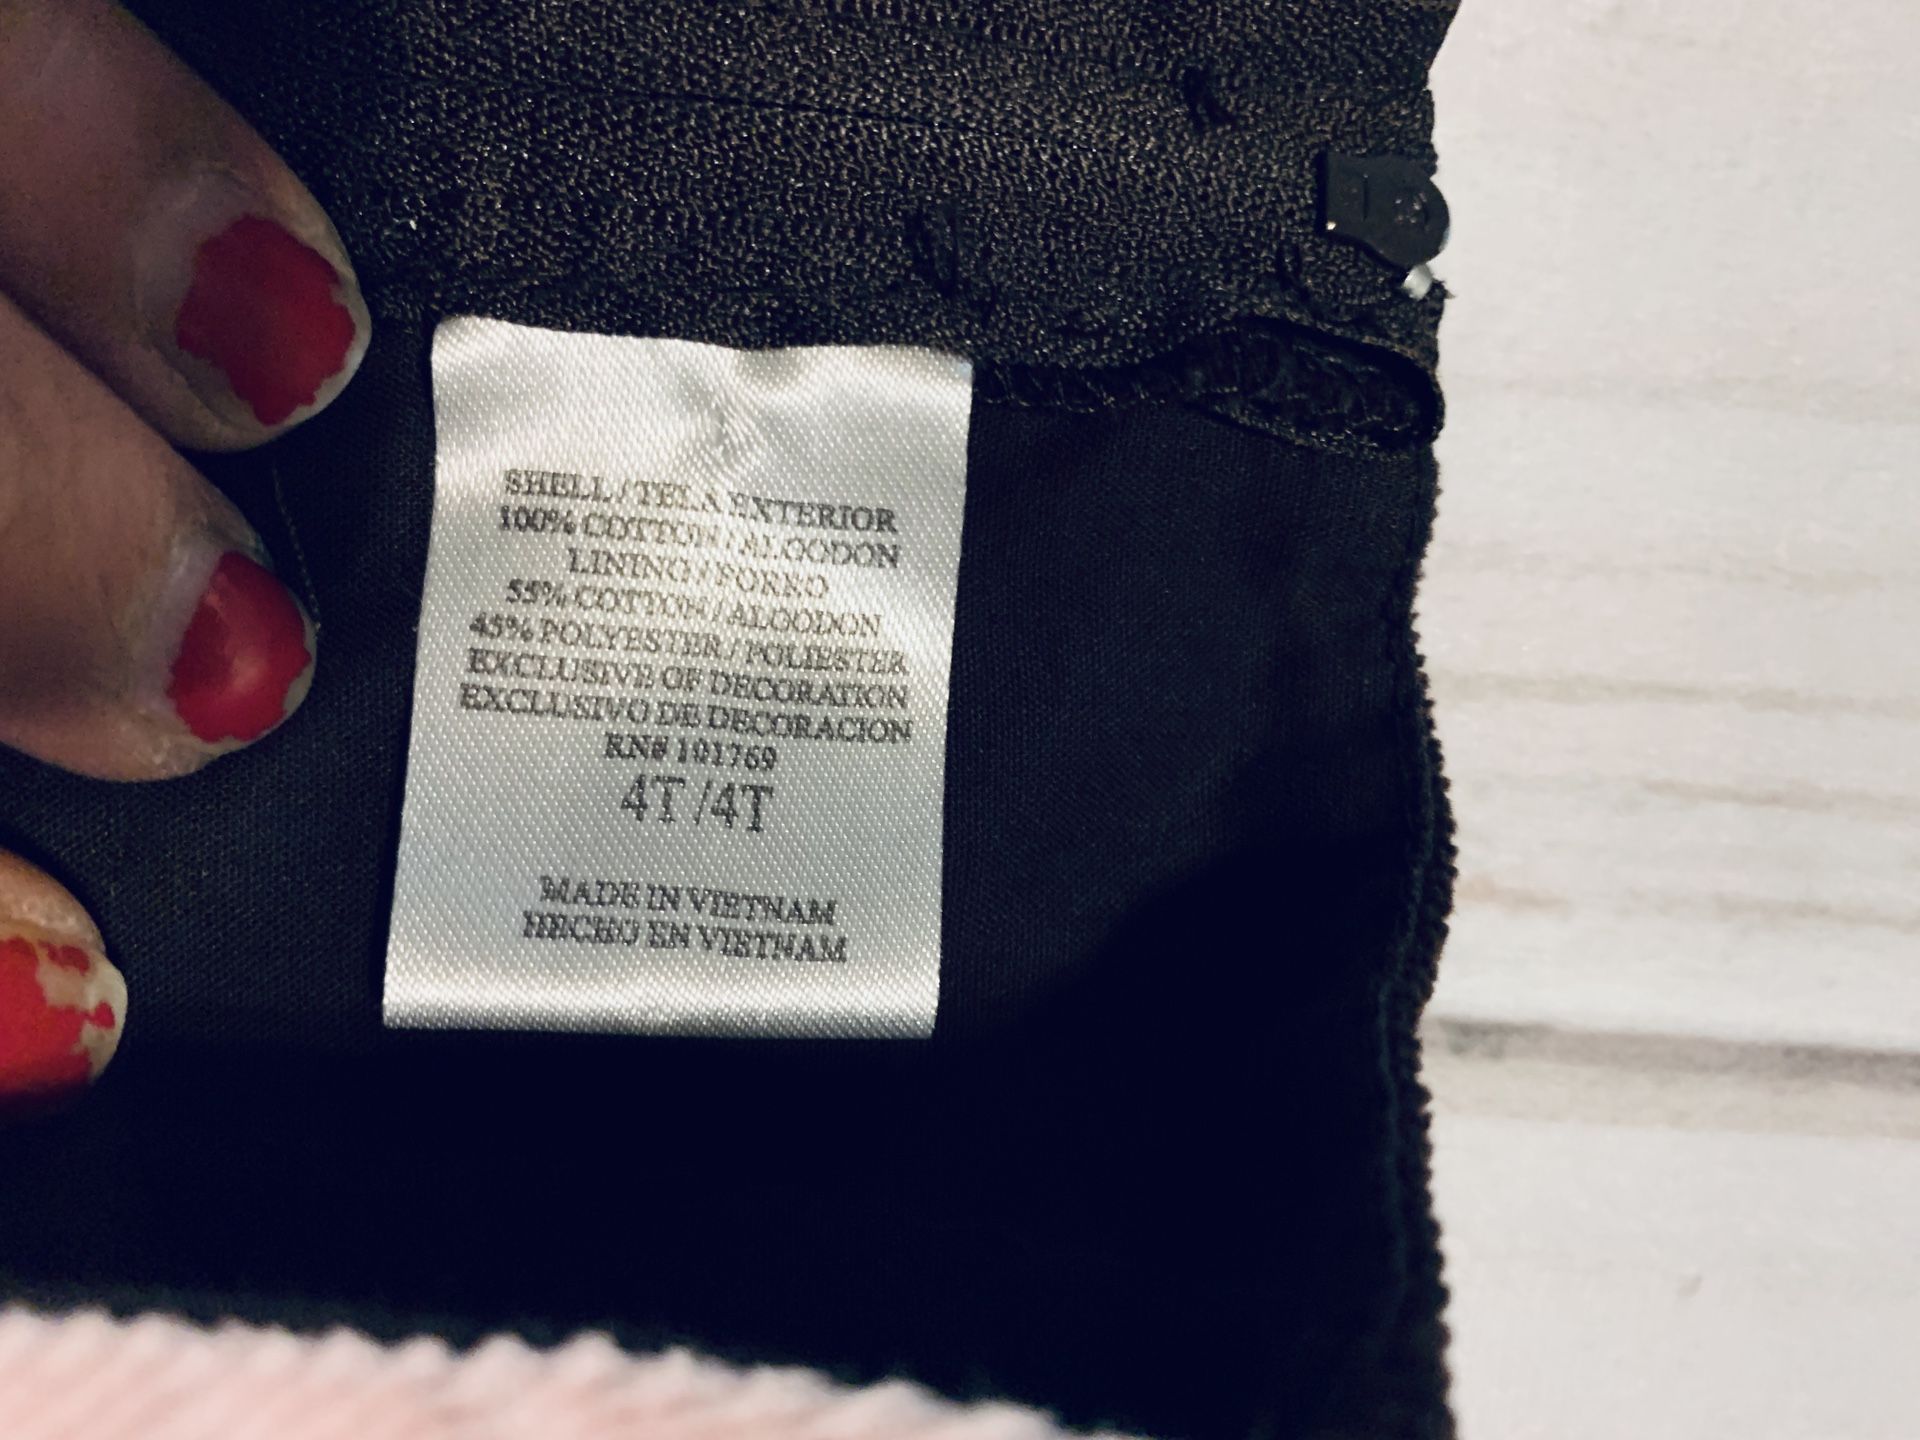 SHELL / TELA EXTERIOR
100% COTTON / ALGODON
LINING / FORRO
55% COTTON / ALGODON
45% POLYESTER / POLIESTER
EXCLUSIVE OF DECORATION
EXCLUSIVO DE DECORACION
RN# 101769
4T /4T
MADE IN VIETNAM
HECHO EN VIETNAM